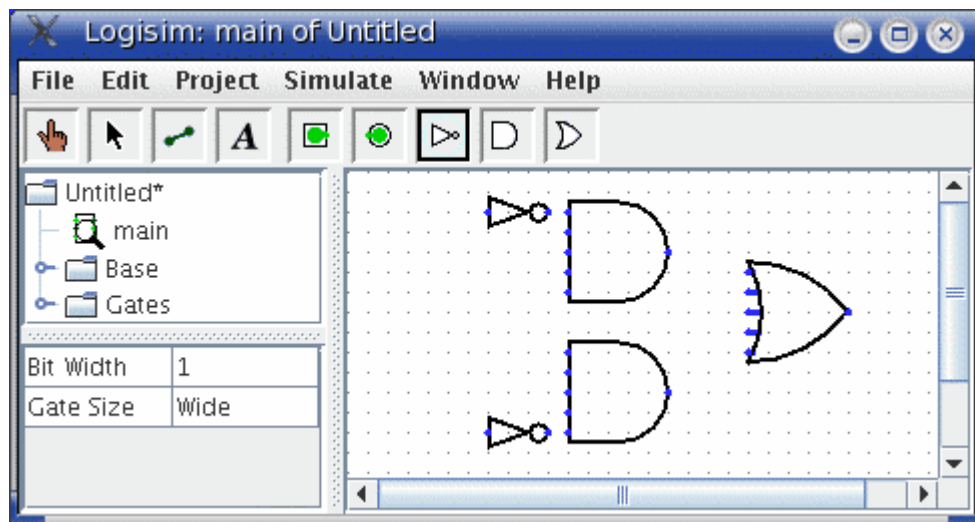 Logisim: main of Untitled
File Edit Project Simulate Window Help
A
Untitled*
main
Base
Gates
Bit Width 1
Gate Size Wide